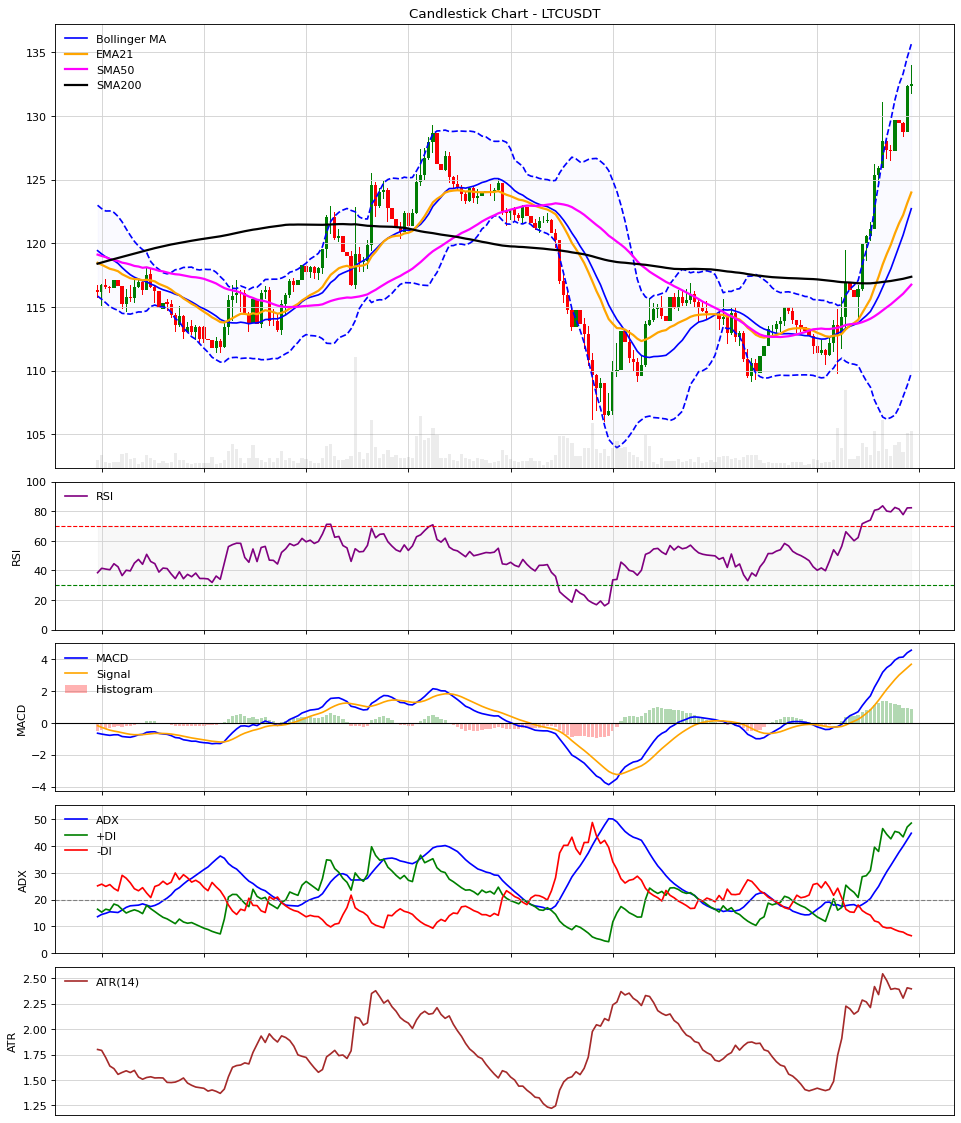 Candlestick Chart - LTCUSDT
Bollinger MA
EMA21
SMA50
SMA200
135
130
125
120
115
110
105
RSI
RSI
100
80
60
40
20
0
MACD
Signal
Histogram
MACD
4
2
0
−2
−4
ADX
+DI
-DI
ADX
50
40
30
20
10
0
ATR(14)
ATR
2.50
2.25
2.00
1.75
1.50
1.25